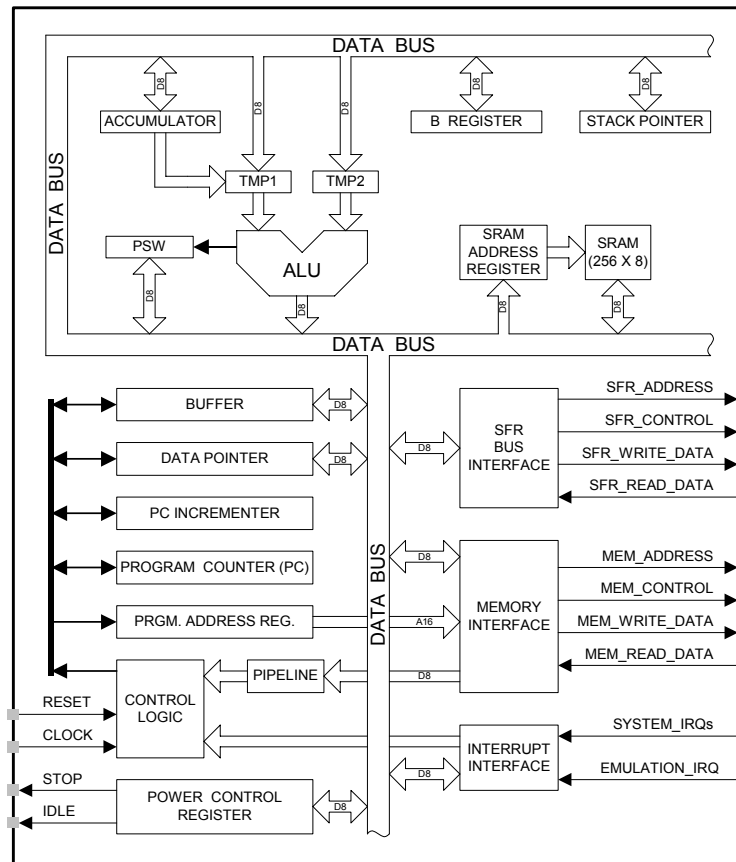 DATA BUS
D8
D8
D8
D8
D8
ACCUMULATOR
B REGISTER
STACK POINTER
DATA BUS
TMP1
TMP2
PSW
ALU
SRAM
ADDRESS
REGISTER
SRAM
(256 X 8)
D8
D8
D8
D8
DATA BUS
BUFFER
D8
DATA POINTER
D8
PC INCREMENTER
PROGRAM COUNTER (PC)
PRGM. ADDRESS REG.
A16
DATA BUS
D8
SFR
BUS
INTERFACE
SFR_ADDRESS
SFR_CONTROL
SFR_WRITE_DATA
SFR_READ_DATA
D8
MEMORY
INTERFACE
MEM_ADDRESS
MEM_CONTROL
MEM_WRITE_DATA
MEM_READ_DATA
PIPELINE
D8
CONTROL
LOGIC
RESET
CLOCK
INTERRUPT
INTERFACE
SYSTEM_IRQs
EMULATION_IRQ
D8
STOP
IDLE
POWER CONTROL
REGISTER
D8